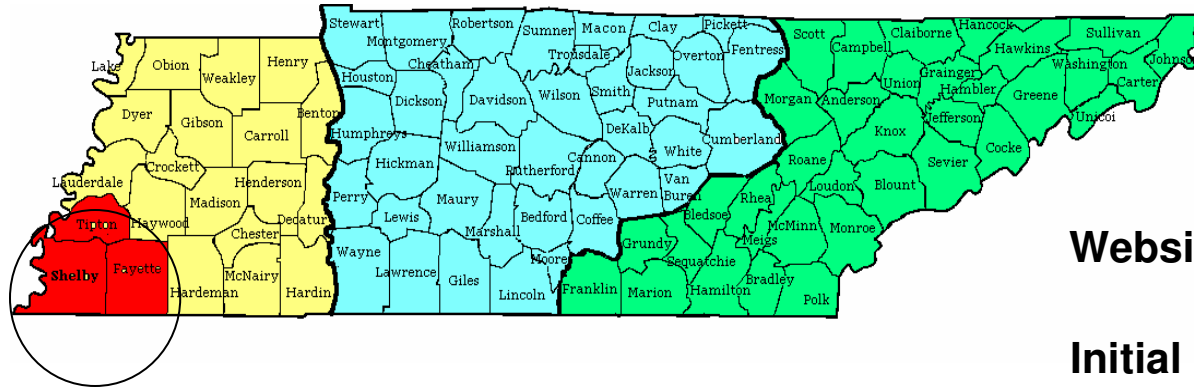 Stewart Robertson Sumner Macon Clay Pickett
Montgomery Trousdale Overton Fentress Scott Claiborne Hancock Sullivan
Lake Obion Weakley Henry Cheatham Jackson Campbell Hawkins Washington Johns
Houston Smith Union Grainger Carter
Dyer Gibson Benton Dickson Davidson Wilson Putnam Morgan Anderson Hambler Greene
Carroll Humphreys DeKalb Cumberland Knox Jefferson Unicoi
Crockett Hickman Williamson Rutherford Cannon White Roane Sevier Cocke
Lauderdale Henderson Perry Warren Van Buren Rhea Loudon Blount
Tipton Haywood Madison Decatur Lewis Maury Bedford Coffee Bledsoe McMinn Monroe
Chester Wayne Marshall Grundy Meigs
Shelby Fayette McNairy Lawrence Giles Moore Sequatchie Bradley
Hardeman Hardin Lincoln Franklin Marion Hamilton Polk
Websi
Initial